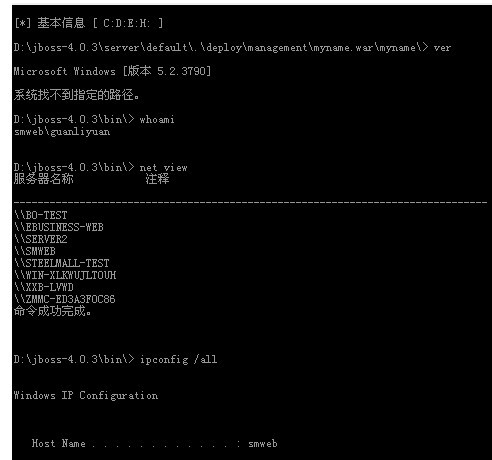 [*] 基本信息 [ C:D:E:H: ]
D:\jboss-4.0.3\server\default\.\deploy\management\myname.war\myname\> ver
Microsoft Windows [版本 5.2.3790]
系统找不到指定的路径。
D:\jboss-4.0.3\bin\> whoami
smweb\guanliyuan
D:\jboss-4.0.3\bin\> net view
服务器名称 注释
-------------------------------------------------------------------------------
\\BO-TEST
\\EBUSINESS-WEB
\\SERVER2
\\SMWEB
\\STEELMALL-TEST
\\WIN-XLKWUJLTOUH
\\XXB-LVWD
\\ZMMC-ED3A3FOC86
命令成功完成。
D:\jboss-4.0.3\bin\> ipconfig /all
Windows IP Configuration
Host Name . . . . . . . . . . . . : smweb